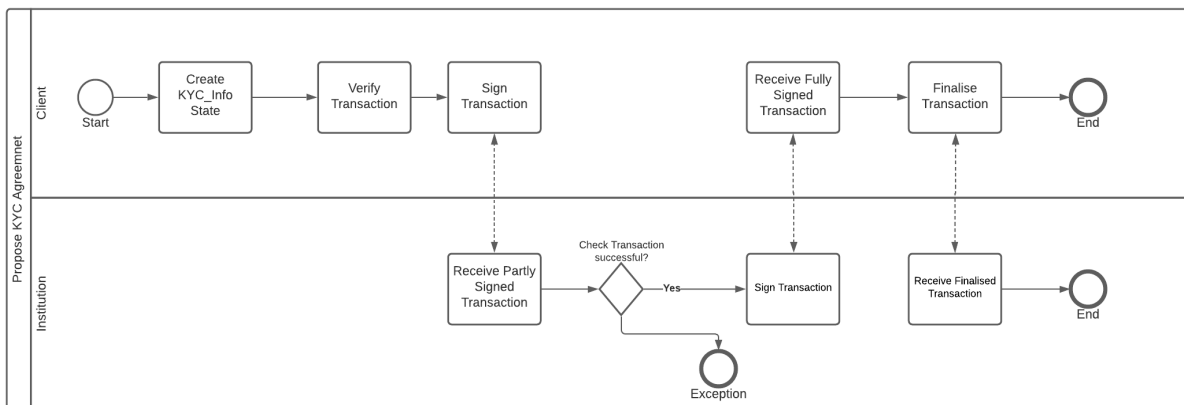 Propose KYC Agreemnet
Client
Start
Create
KYC_Info
State
Verify
Transaction
Sign
Transaction
Receive Fully
Signed
Transaction
Finalise
Transaction
End
Institution
Receive Partly
Signed
Transaction
Check Transaction
successful?
Yes
Sign Transaction
Receive Finalised
Transaction
End
Exception